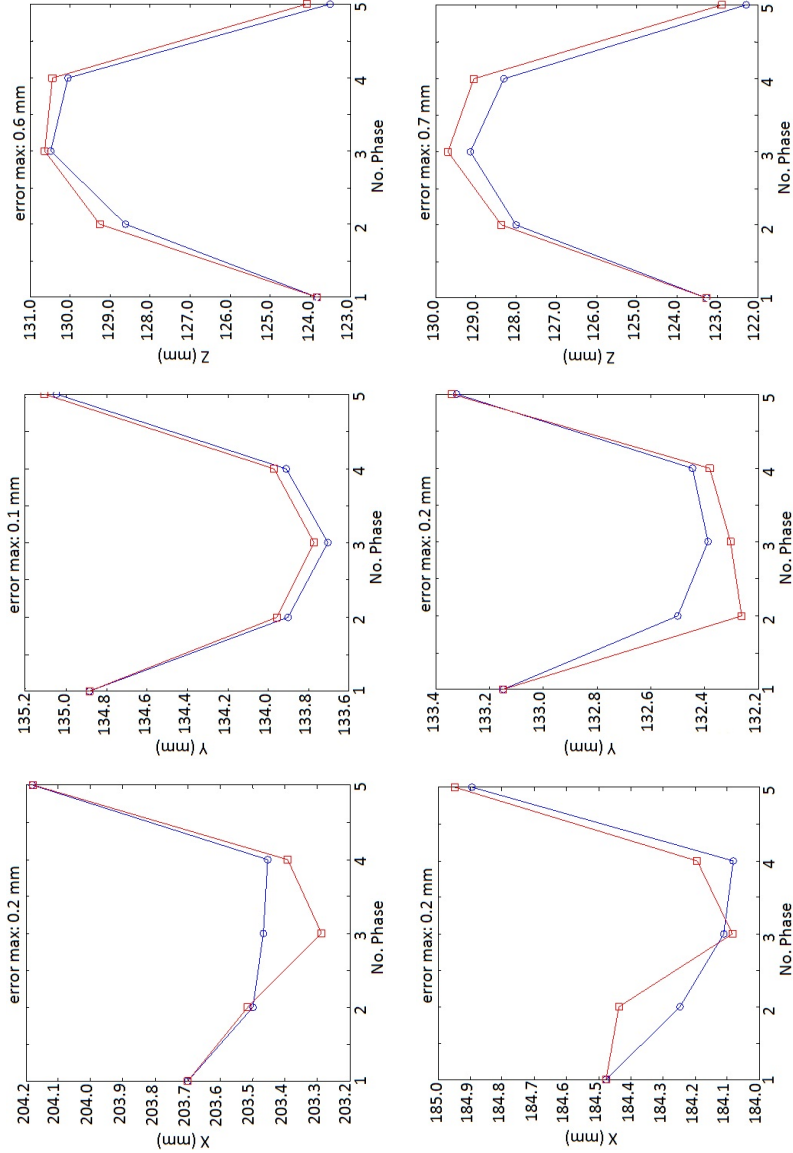 error max: 0.2 mm
204.2
204.1
204.0
203.9
203.8
203.7
203.6
203.5
203.4
203.3
203.2
X (mm)
1 2 3 4 5
No. Phase
error max: 0.1 mm
135.2
135.0
134.8
134.6
134.4
134.2
134.0
133.8
133.6
Y (mm)
1 2 3 4 5
No. Phase
error max: 0.6 mm
131.0
130.0
129.0
128.0
127.0
126.0
125.0
124.0
123.0
Z (mm)
1 2 3 4 5
No. Phase
error max: 0.2 mm
185.0
184.9
184.8
184.7
184.6
184.5
184.4
184.3
184.2
184.1
184.0
X (mm)
1 2 3 4 5
No. Phase
error max: 0.2 mm
133.4
133.2
133.0
132.8
132.6
132.4
132.2
Y (mm)
1 2 3 4 5
No. Phase
error max: 0.7 mm
130.0
129.0
128.0
127.0
126.0
125.0
124.0
123.0
122.0
Z (mm)
1 2 3 4 5
No. Phase